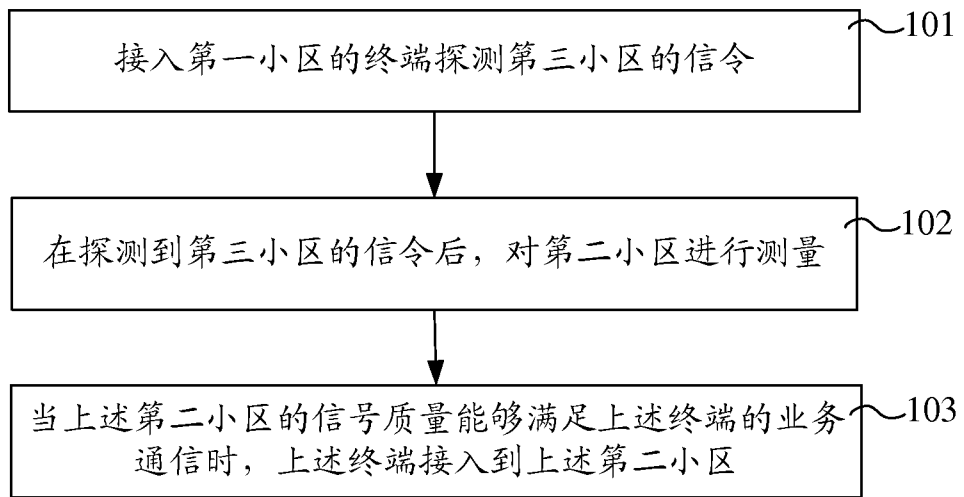 接入第一小区的终端探测第三小区的信令
101
在探测到第三小区的信令后，对第二小区进行测量
102
当上述第二小区的信号质量能够满足上述终端的业务
通信时，上述终端接入到上述第二小区
103